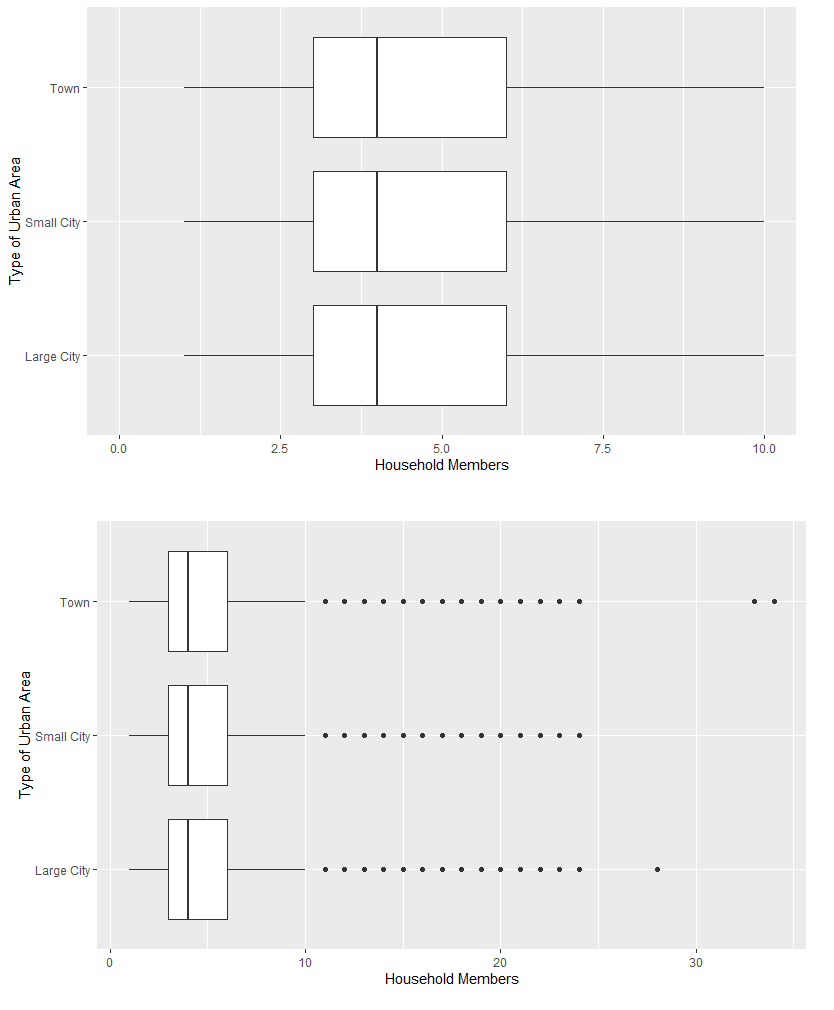 Type of Urban Area
Town
Small City
Large City
0.0 2.5 5.0 7.5 10.0
Household Members
Type of Urban Area
Town
Small City
Large City
0 10 20 30
Household Members